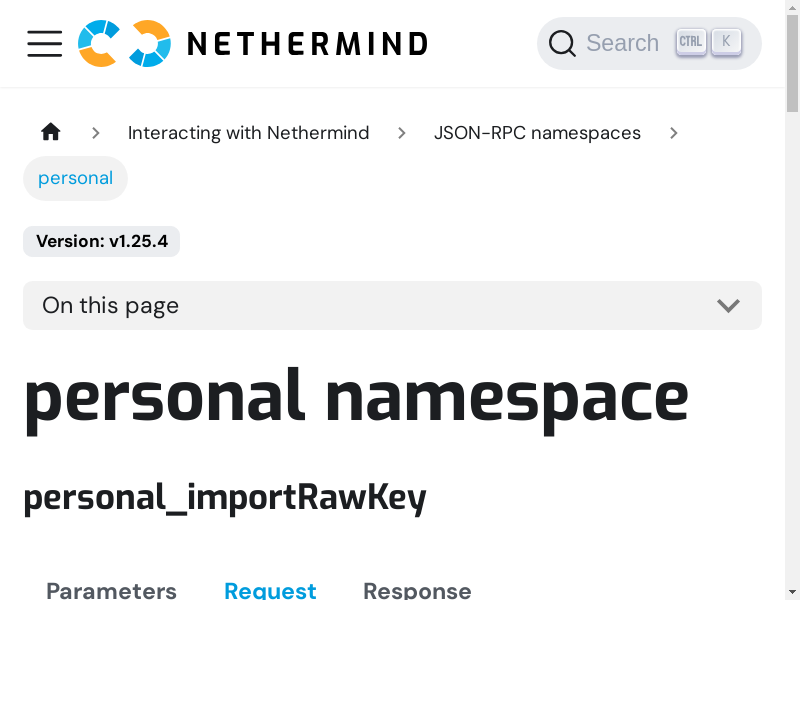 NETHERMIND
Search CTRL K
Interacting with Nethermind JSON-RPC namespaces
personal
Version: v1.25.4
On this page
personal namespace
personal_importRawKey
Parameters Request Response